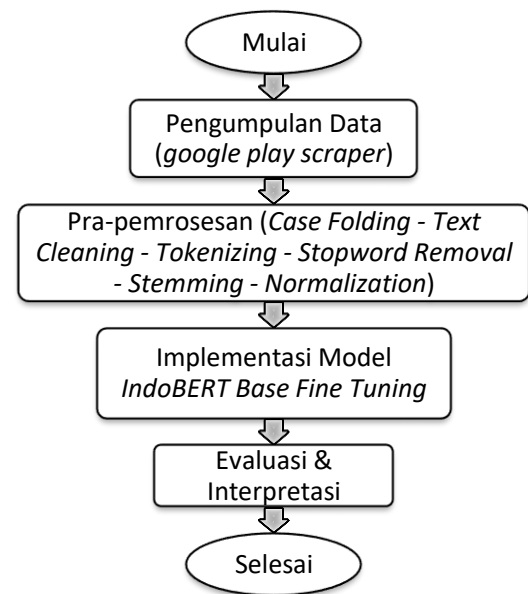 Mulai
Pengumpulan Data
(google play scraper)
Pra-pemrosesan (Case Folding - Text
Cleaning - Tokenizing - Stopword Removal
- Stemming - Normalization)
Implementasi Model
IndoBERT Base Fine Tuning
Evaluasi &
Interpretasi
Selesai